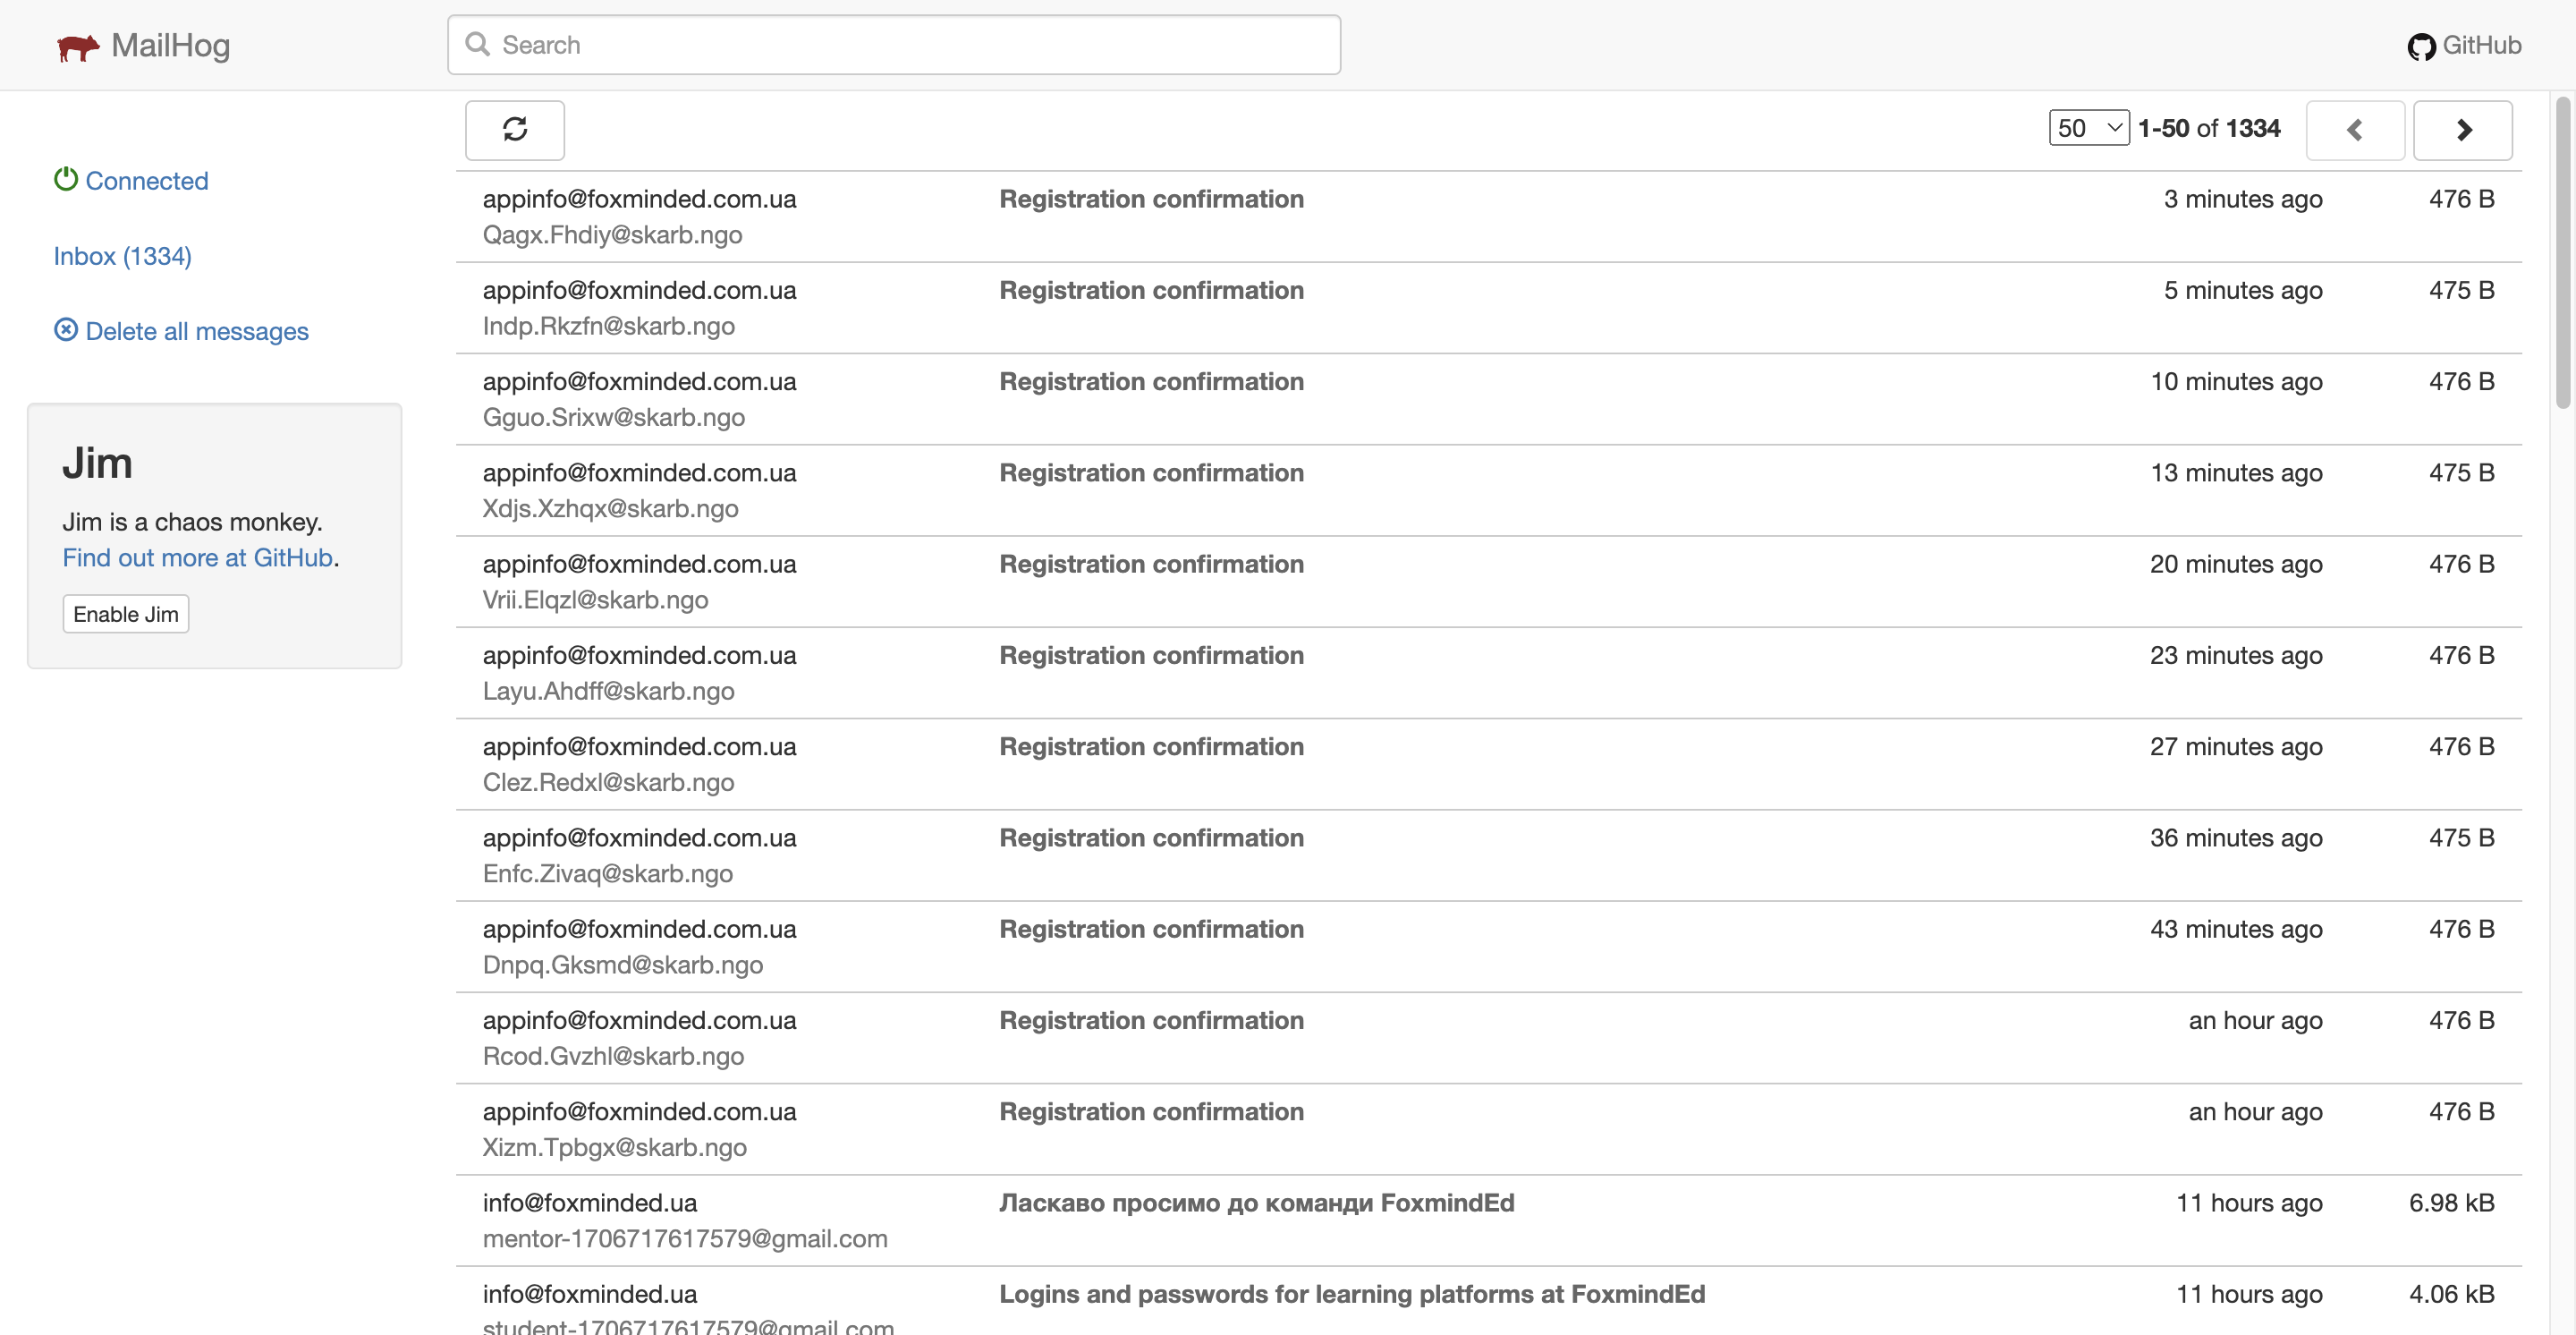 MailHog
Search
GitHub
Connected
Inbox (1334)
Delete all messages
Jim
Jim is a chaos monkey.
Find out more at GitHub.
Enable Jim
50 1-50 of 1334
appinfo@foxminded.com.ua Registration confirmation 3 minutes ago 476 B
Qagx.Fhdiy@skarb.ngo
appinfo@foxminded.com.ua Registration confirmation 5 minutes ago 475 B
Indp.Rkzfn@skarb.ngo
appinfo@foxminded.com.ua Registration confirmation 10 minutes ago 476 B
Gguo.Srixw@skarb.ngo
appinfo@foxminded.com.ua Registration confirmation 13 minutes ago 475 B
Xdjs.Xzhqx@skarb.ngo
appinfo@foxminded.com.ua Registration confirmation 20 minutes ago 476 B
Vrii.Elqzl@skarb.ngo
appinfo@foxminded.com.ua Registration confirmation 23 minutes ago 476 B
Layu.Ahdff@skarb.ngo
appinfo@foxminded.com.ua Registration confirmation 27 minutes ago 476 B
Clez.Redxl@skarb.ngo
appinfo@foxminded.com.ua Registration confirmation 36 minutes ago 475 B
Enfc.Zivaq@skarb.ngo
appinfo@foxminded.com.ua Registration confirmation 43 minutes ago 476 B
Dnpq.Gksmd@skarb.ngo
appinfo@foxminded.com.ua Registration confirmation an hour ago 476 B
Rcod.Gvzhl@skarb.ngo
appinfo@foxminded.com.ua Registration confirmation an hour ago 476 B
Xizm.Tpbgx@skarb.ngo
info@foxminded.ua Ласкаво просимо до команди FoxmindEd 11 hours ago 6.98 kB
mentor-1706717617579@gmail.com
info@foxminded.ua Logins and passwords for learning platforms at FoxmindEd 11 hours ago 4.06 kB
student-1706717617579@gmail.com